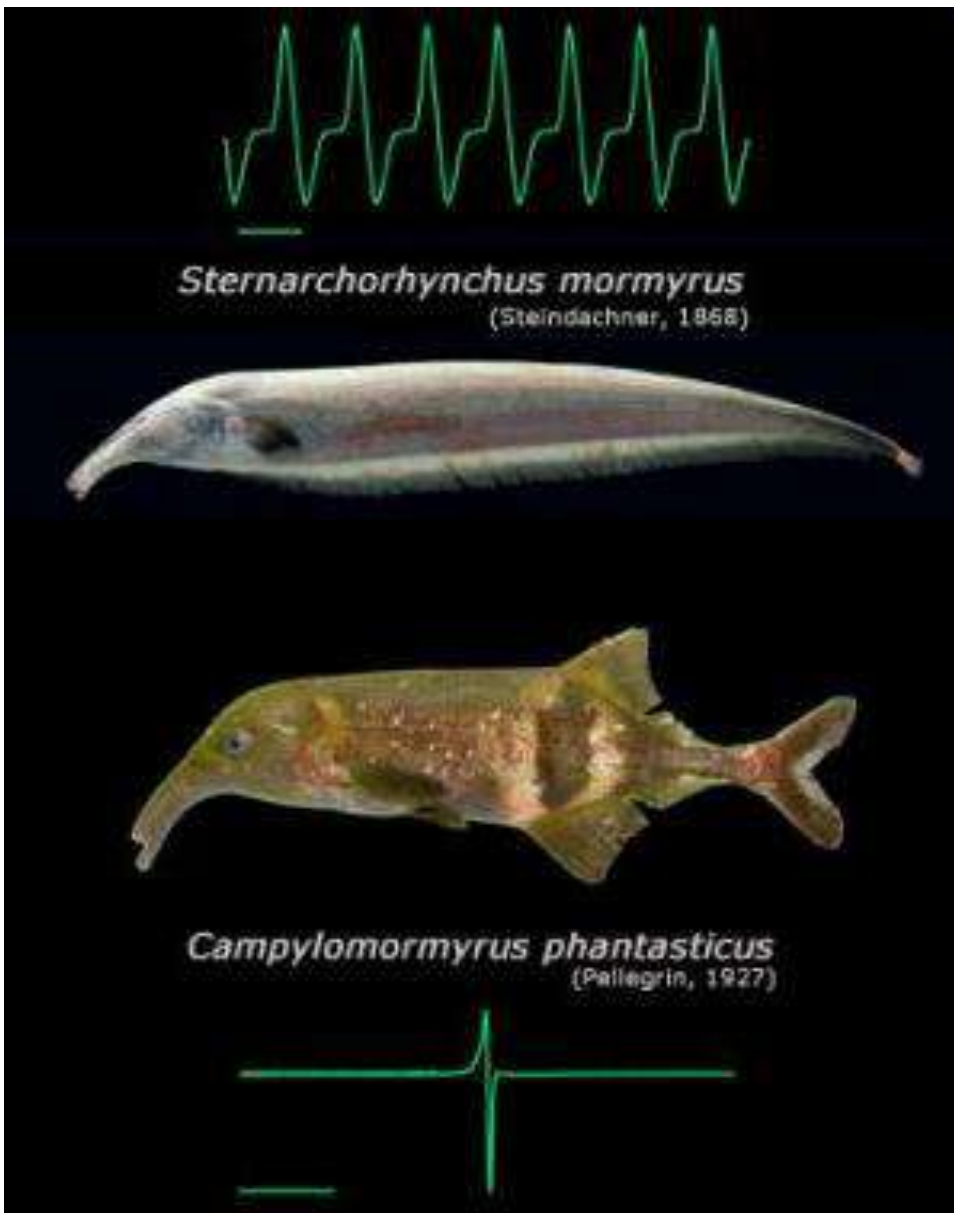 Sternarchorhynchus mormyrus
(Steindachner, 1868)
Campylomormyrus phantasticus
(Pellegrin, 1927)